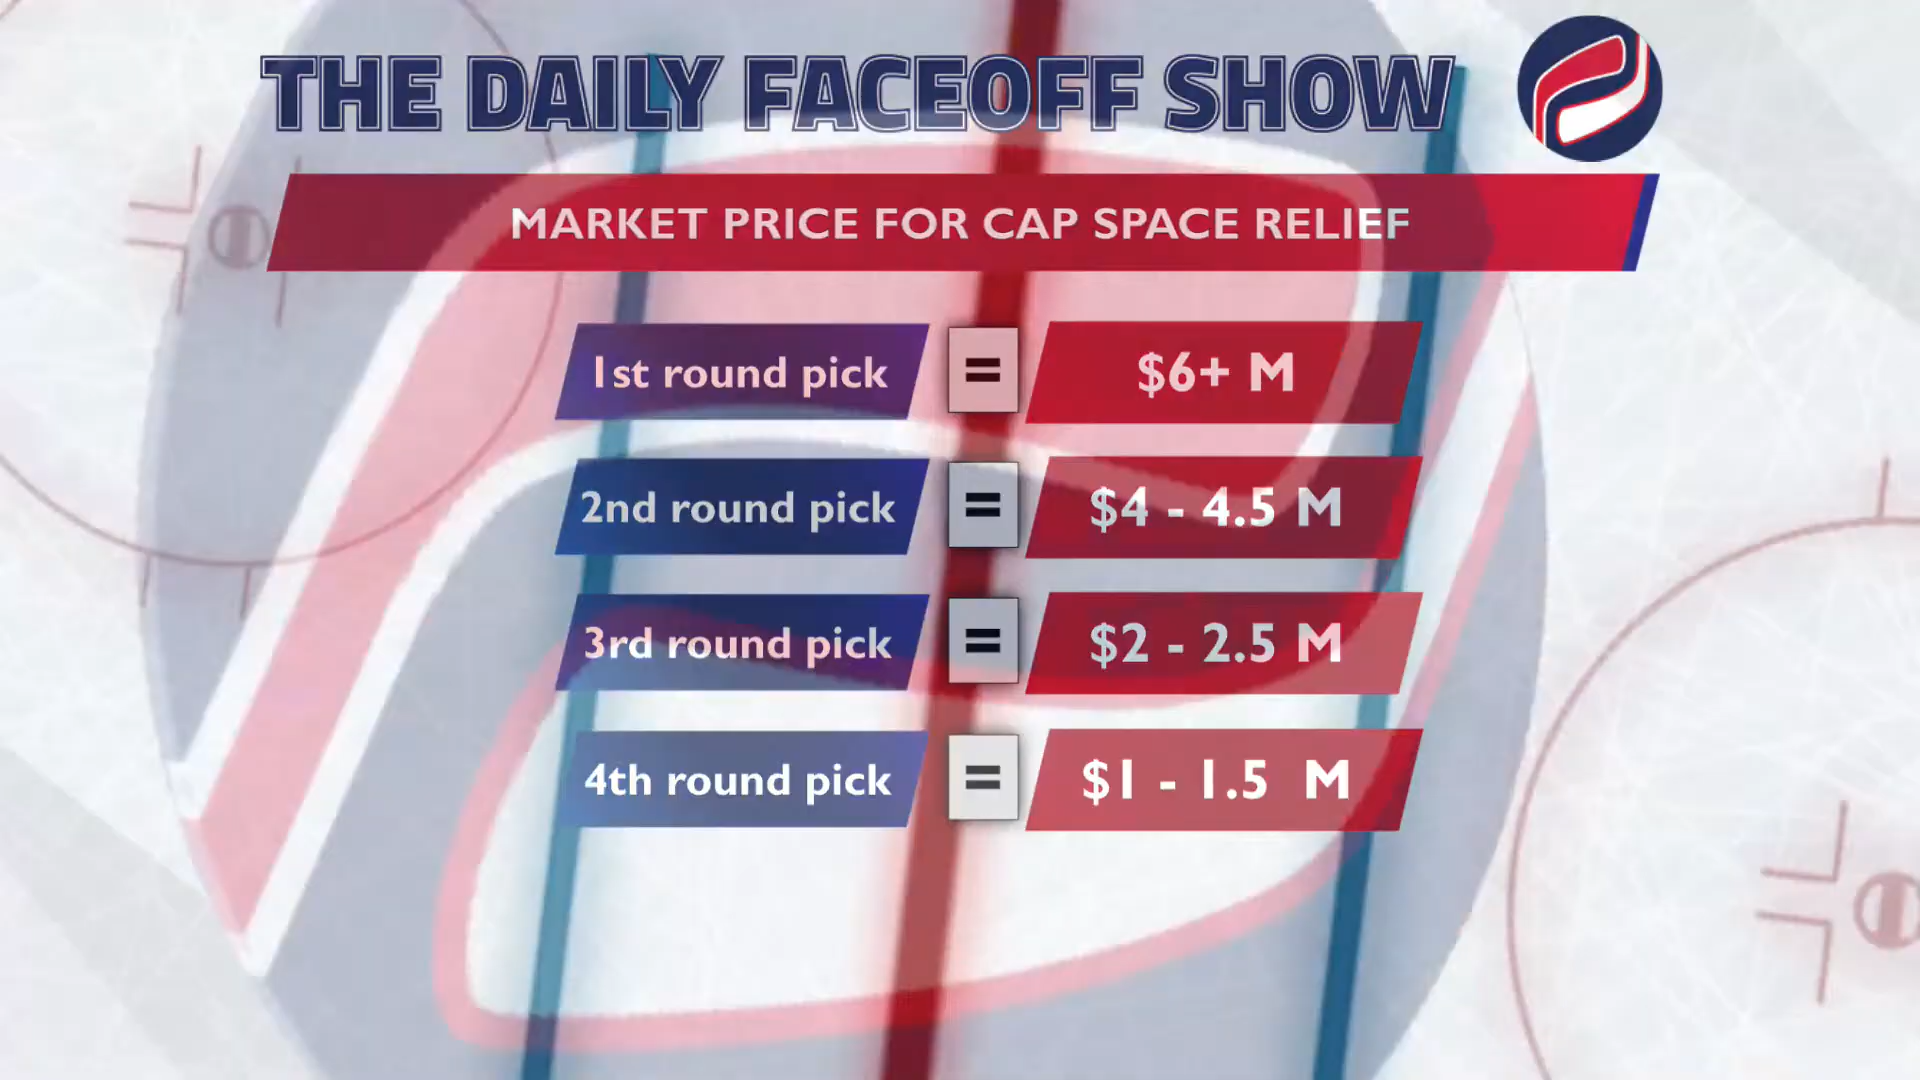 THE DAILY FACEOFF SHOW
MARKET PRICE FOR CAP SPACE RELIEF
1st round pick = $6+ M
2nd round pick = $4 - 4.5 M
3rd round pick = $2 - 2.5 M
4th round pick = $1 - 1.5 M